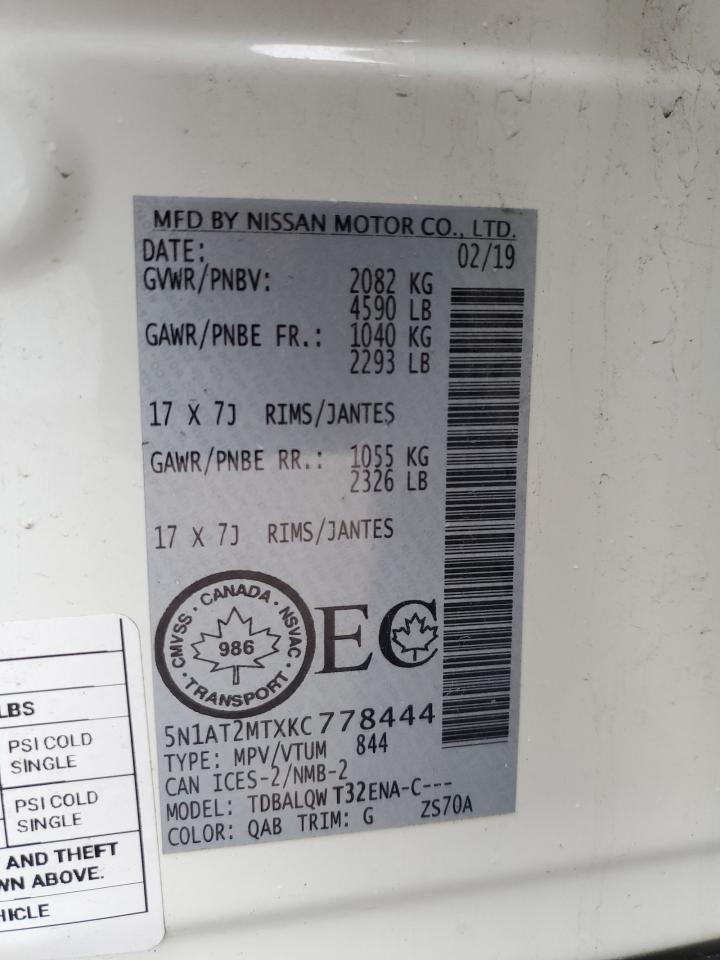 MFD BY NISSAN MOTOR CO., LTD.
DATE: 02/19
GVWR/PNBV: 2082 KG
4590 LB
GAWR/PNBE FR.: 1040 KG
2293 LB
17 X 7J RIMS/JANTES
GAWR/PNBE RR.: 1055 KG
2326 LB
17 X 7J RIMS/JANTES
CMVSS · CANADA · NSVAC · TRANSPORT ·
986
EC
5N1AT2MTXKC778444
TYPE: MPV/VTUM 844
CAN ICES-2/NMB-2
MODEL: TDBALQW T32ENA-C---
COLOR: QAB TRIM: G ZS70A
LBS
PSI COLD
SINGLE
PSI COLD
SINGLE
AND THEFT
WN ABOVE.
HICLE